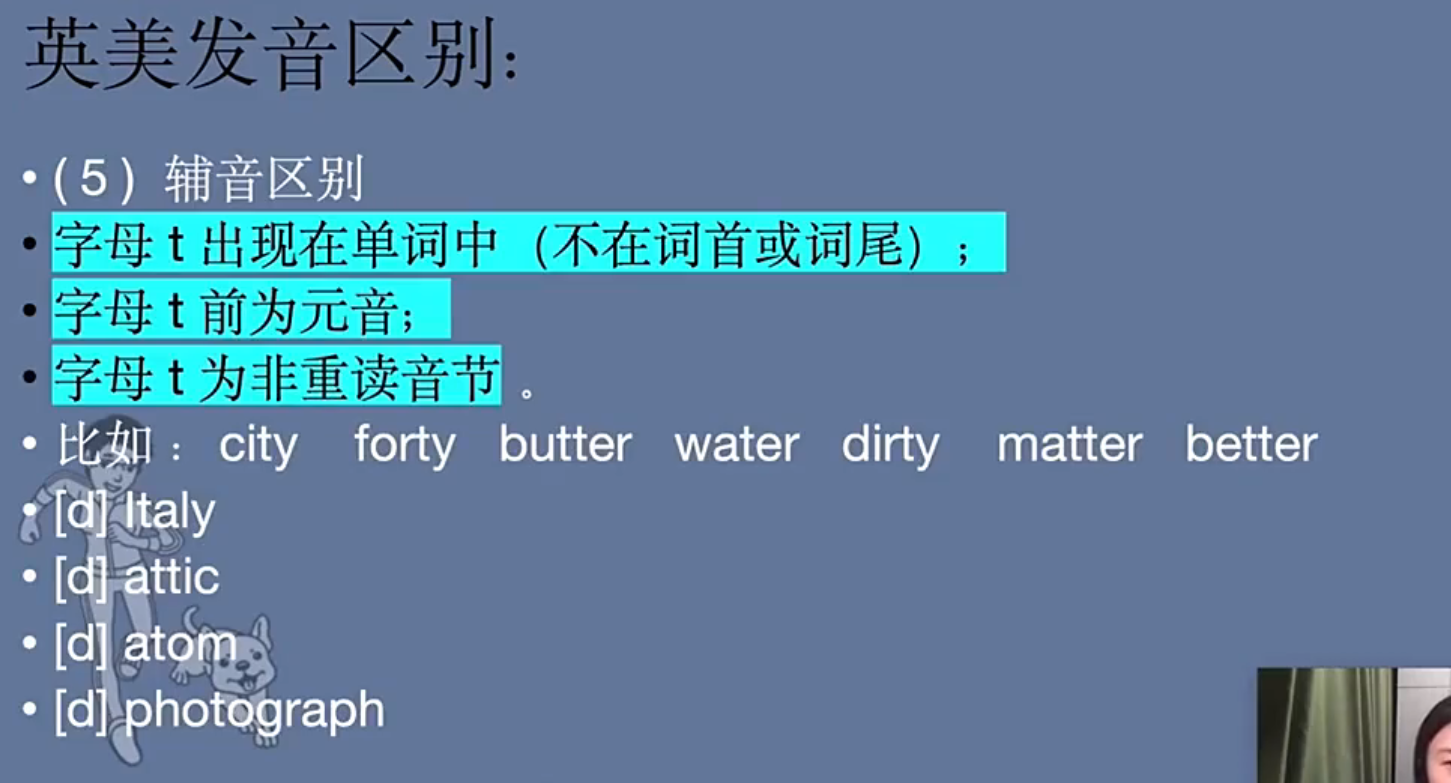 英美发音区别:
• (5) 辅音区别
• 字母 t 出现在单词中（不在词首或词尾）;
• 字母 t 前为元音;
• 字母 t 为非重读音节 。
• 比如： city forty butter water dirty matter better
• [d] Italy
• [d] attic
• [d] atom
• [d] photograph